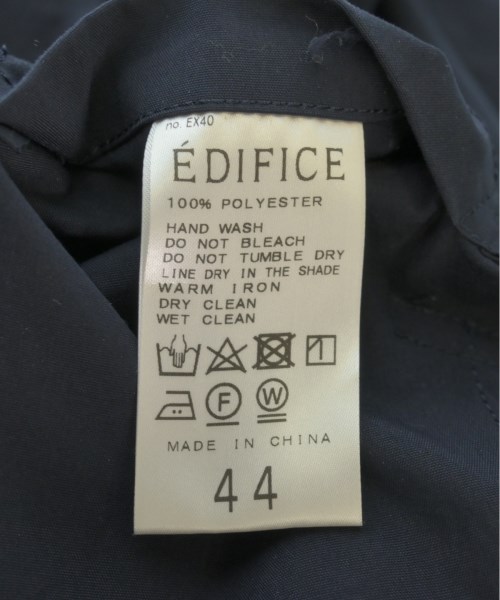 no. EX40
ÉDIFICE
100% POLYESTER
HAND WASH
DO NOT BLEACH
DO NOT TUMBLE DRY
LINE DRY IN THE SHADE
WARM IRON
DRY CLEAN
WET CLEAN
F W
MADE IN CHINA
44